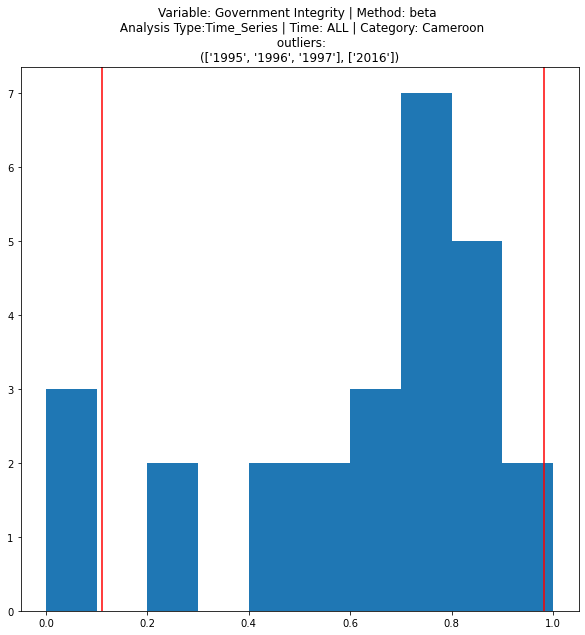 Variable: Government Integrity | Method: beta
Analysis Type:Time_Series | Time: ALL | Category: Cameroon
outliers:
(['1995', '1996', '1997'], ['2016'])
7
6
5
4
3
2
1
0
0.0 0.2 0.4 0.6 0.8 1.0